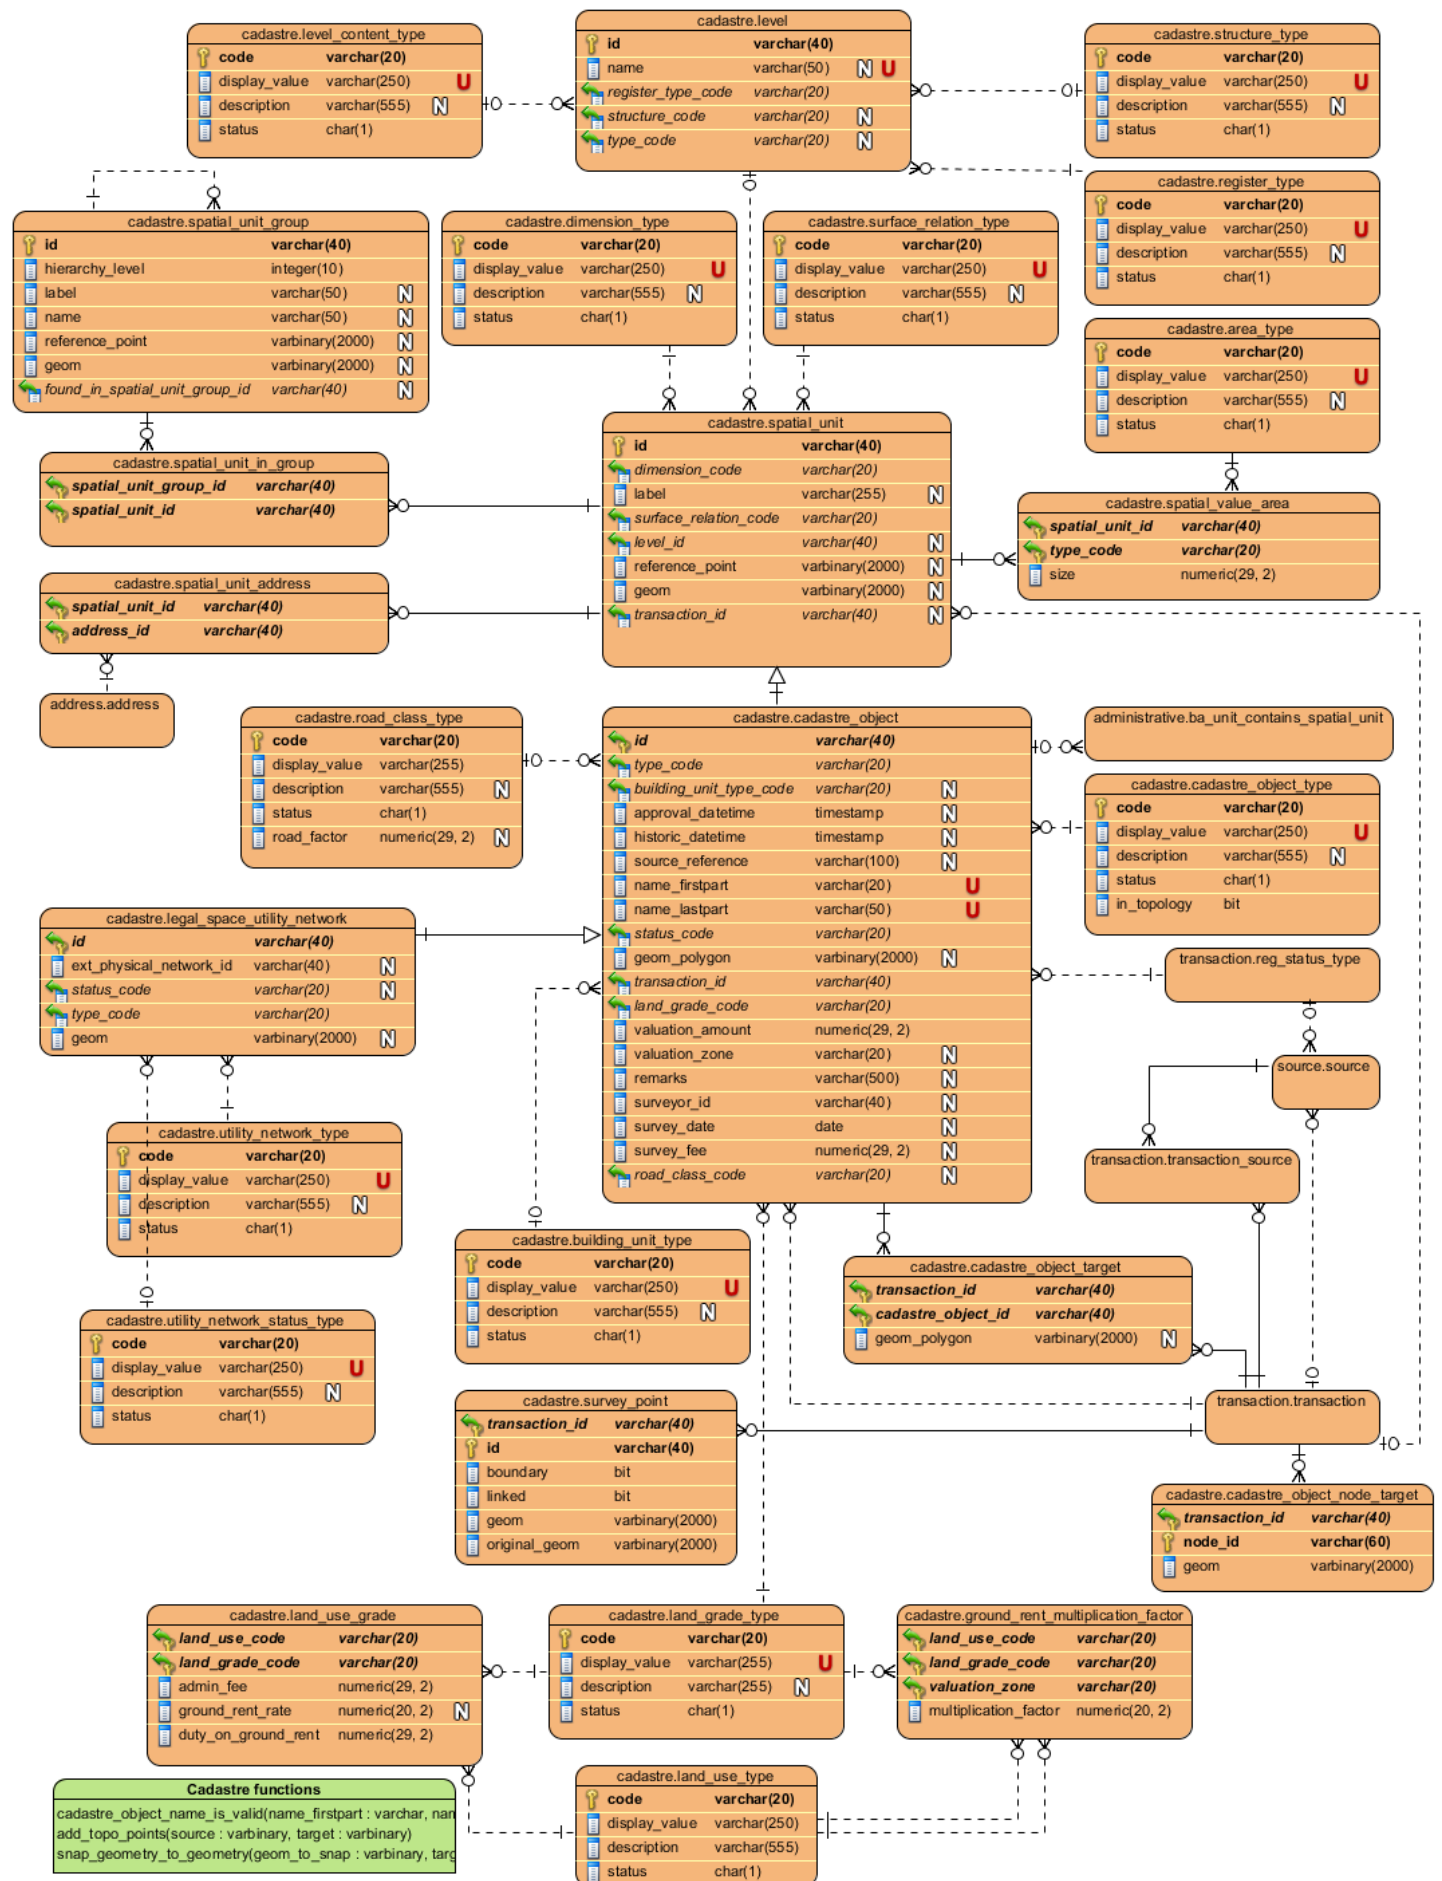 cadastre.level_content_type
code varchar(20)
display_value varchar(250) U
description varchar(555) N
status char(1)
cadastre.level
id varchar(40)
name varchar(50) N U
register_type_code varchar(20)
structure_code varchar(20) N
type_code varchar(20) N
cadastre.structure_type
code varchar(20)
display_value varchar(250) U
description varchar(555) N
status char(1)
cadastre.register_type
code varchar(20)
display_value varchar(250) U
description varchar(555) N
status char(1)
cadastre.spatial_unit_group
id varchar(40)
hierarchy_level integer(10)
label varchar(50) N
name varchar(50) N
reference_point varbinary(2000) N
geom varbinary(2000) N
found_in_spatial_unit_group_id varchar(40) N
cadastre.dimension_type
code varchar(20)
display_value varchar(250) U
description varchar(555) N
status char(1)
cadastre.surface_relation_type
code varchar(20)
display_value varchar(250) U
description varchar(555) N
status char(1)
cadastre.area_type
code varchar(20)
display_value varchar(250) U
description varchar(555) N
status char(1)
cadastre.spatial_unit_in_group
spatial_unit_group_id varchar(40)
spatial_unit_id varchar(40)
cadastre.spatial_unit
id varchar(40)
dimension_code varchar(20)
label varchar(255) N
surface_relation_code varchar(20)
level_id varchar(40) N
reference_point varbinary(2000) N
geom varbinary(2000) N
transaction_id varchar(40) N
cadastre.spatial_value_area
spatial_unit_id varchar(40)
type_code varchar(20)
size numeric(29, 2)
cadastre.spatial_unit_address
spatial_unit_id varchar(40)
address_id varchar(40)
address.address
cadastre.road_class_type
code varchar(20)
display_value varchar(255)
description varchar(555) N
status char(1)
road_factor numeric(29, 2) N
cadastre.cadastre_object
id varchar(40)
type_code varchar(20)
building_unit_type_code varchar(20) N
approval_datetime timestamp N
historic_datetime timestamp N
source_reference varchar(100) N
name_firstpart varchar(20) U
name_lastpart varchar(50) U
status_code varchar(20)
geom_polygon varbinary(2000) N
transaction_id varchar(40)
land_grade_code varchar(20)
valuation_amount numeric(29, 2)
valuation_zone varchar(20) N
remarks varchar(500) N
surveyor_id varchar(40) N
survey_date date N
survey_fee numeric(29, 2) N
road_class_code varchar(20) N
administrative.ba_unit_contains_spatial_unit
cadastre.cadastre_object_type
code varchar(20)
display_value varchar(250) U
description varchar(555) N
status char(1)
in_topology bit
cadastre.legal_space_utility_network
id varchar(40)
ext_physical_network_id varchar(40) N
status_code varchar(20) N
type_code varchar(20)
geom varbinary(2000) N
transaction.reg_status_type
source.source
transaction.transaction_source
cadastre.utility_network_type
code varchar(20)
display_value varchar(250) U
description varchar(555) N
status char(1)
cadastre.building_unit_type
code varchar(20)
display_value varchar(250) U
description varchar(555) N
status char(1)
cadastre.cadastre_object_target
transaction_id varchar(40)
cadastre_object_id varchar(40)
geom_polygon varbinary(2000) N
cadastre.utility_network_status_type
code varchar(20)
display_value varchar(250) U
description varchar(555) N
status char(1)
cadastre.survey_point
transaction_id varchar(40)
id varchar(40)
boundary bit
linked bit
geom varbinary(2000)
original_geom varbinary(2000)
transaction.transaction
cadastre.cadastre_object_node_target
transaction_id varchar(40)
node_id varchar(60)
geom varbinary(2000)
cadastre.land_use_grade
land_use_code varchar(20)
land_grade_code varchar(20)
admin_fee numeric(29, 2)
ground_rent_rate numeric(20, 2) N
duty_on_ground_rent numeric(29, 2)
cadastre.land_grade_type
code varchar(20)
display_value varchar(255) U
description varchar(255) N
status char(1)
cadastre.ground_rent_multiplication_factor
land_use_code varchar(20)
land_grade_code varchar(20)
valuation_zone varchar(20)
multiplication_factor numeric(20, 2)
Cadastre functions
cadastre_object_name_is_valid(name_firstpart : varchar, nam
add_topo_points(source : varbinary, target : varbinary)
snap_geometry_to_geometry(geom_to_snap : varbinary, targ
cadastre.land_use_type
code varchar(20)
display_value varchar(250)
description varchar(555)
status char(1)